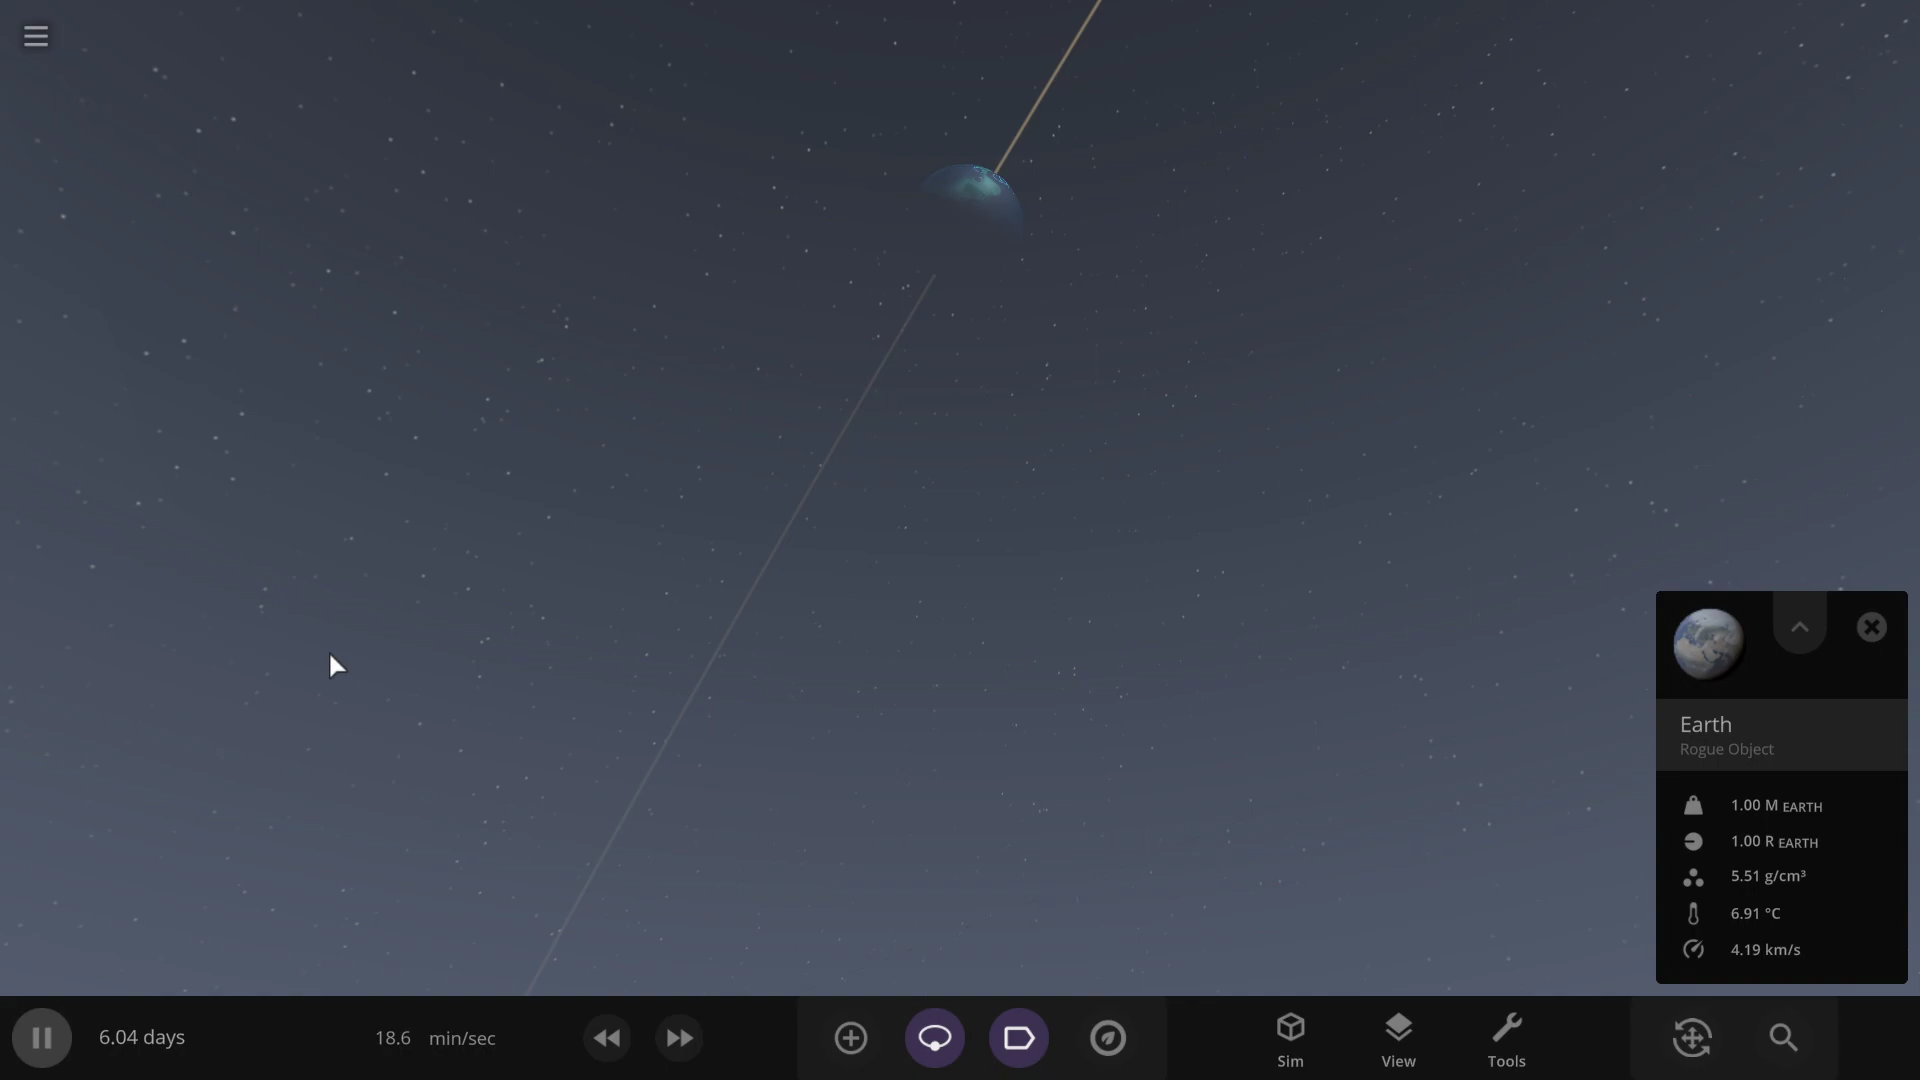 Earth
Rogue Object
1.00 M EARTH
1.00 R EARTH
5.51 g/cm³
6.91 °C
4.19 km/s
6.04 days
18.6 min/sec
Sim
View
Tools